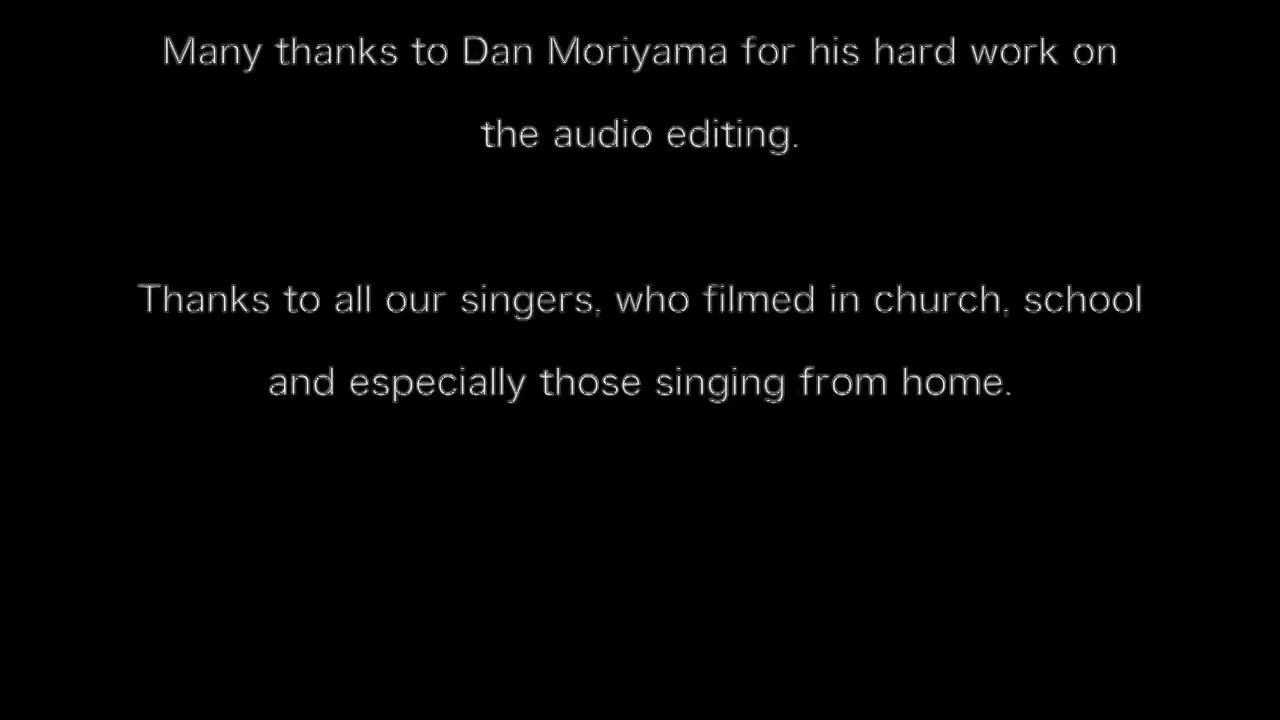 Many thanks to Dan Moriyama for his hard work on
the audio editing.
Thanks to all our singers, who filmed in church, school
and especially those singing from home.